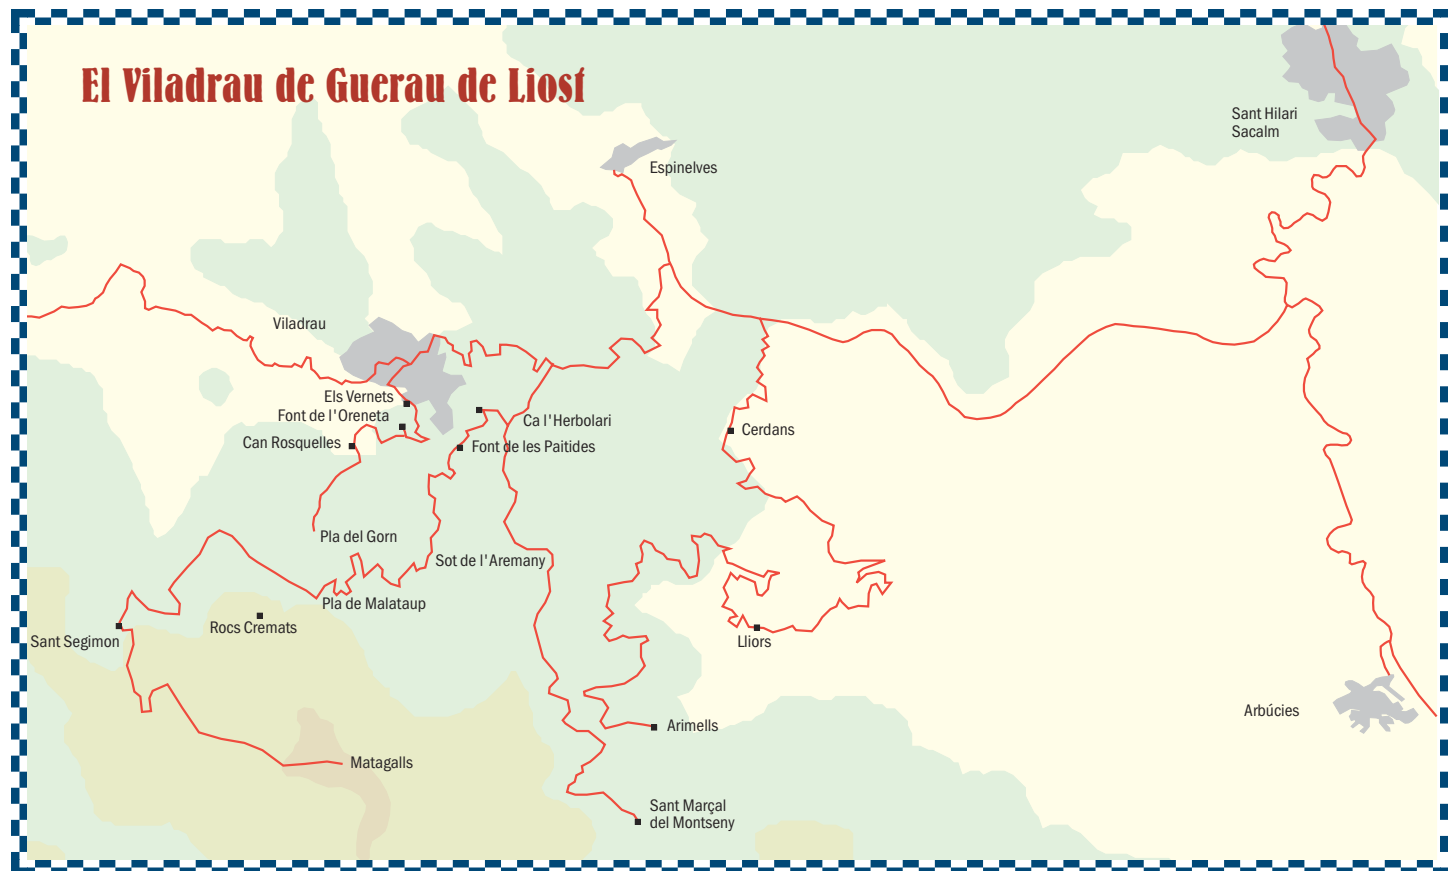 El Viladrau de Guerau de Liost
Sant Hilari
Sacalm
Espinelves
Viladrau
Els Vernets
Font de l'Oreneta
Can Rosquelles
Ca l'Herbolari
Font de les Paitides
Cerdans
Pla del Gorn
Sot de l'Aremany
Pla de Malataup
Rocs Cremats
Sant Segimon
Lliors
Arbúcies
Arimells
Matagalls
Sant Marçal
del Montseny